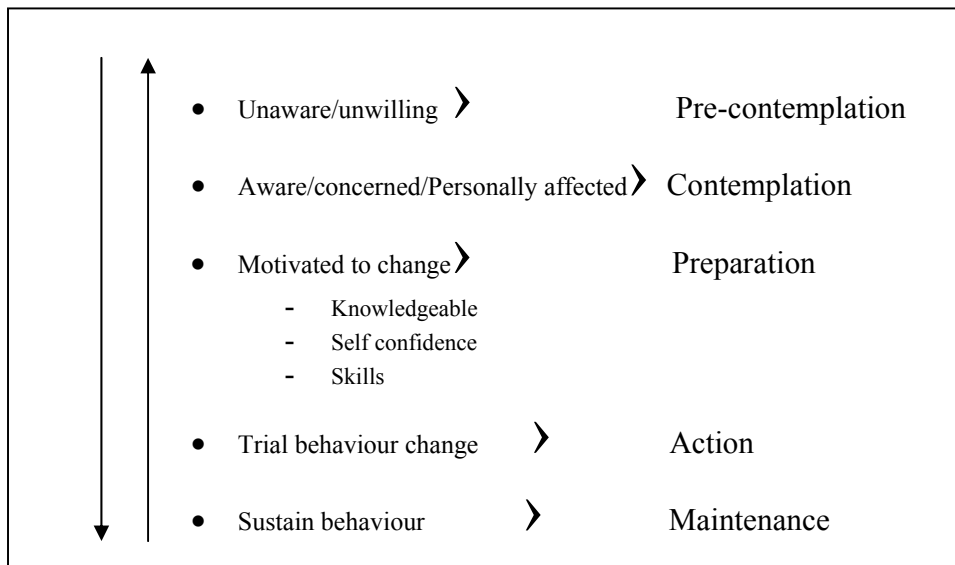 • Unaware/unwilling › Pre-contemplation
• Aware/concerned/Personally affected › Contemplation
• Motivated to change › Preparation
- Knowledgeable
- Self confidence
- Skills
• Trial behaviour change › Action
• Sustain behaviour › Maintenance